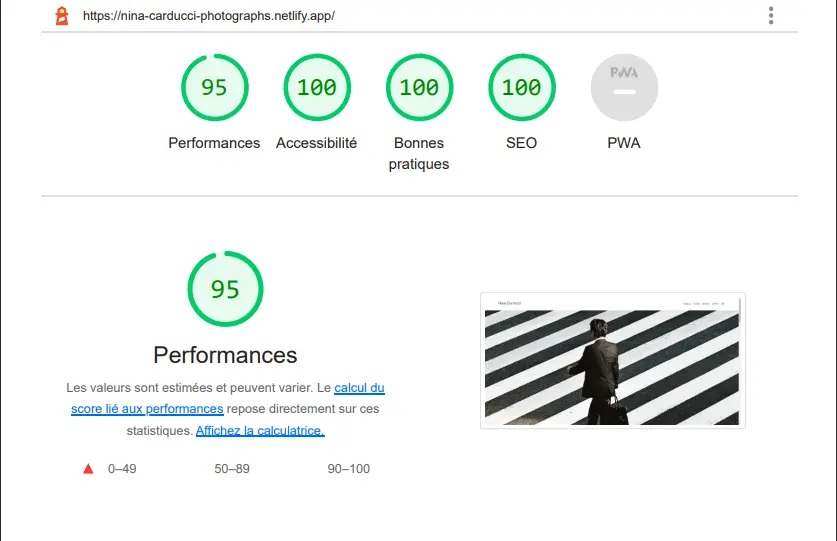 https://nina-carducci-photographs.netlify.app/
95 100 100 100 PWA
Performances Accessibilité Bonnes pratiques SEO PWA
95
Performances
Les valeurs sont estimées et peuvent varier. Le calcul du
score lié aux performances repose directement sur ces
statistiques. Affichez la calculatrice.
0–49 50–89 90–100
Nina Carducci